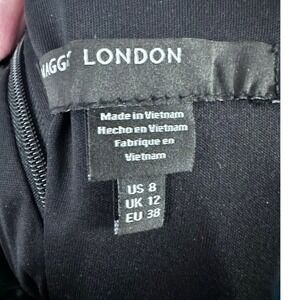 MAGGY LONDON
Made in Vietnam
Hecho en Vietnam
Fabrique en
Vietnam
US 8
UK 12
EU 38